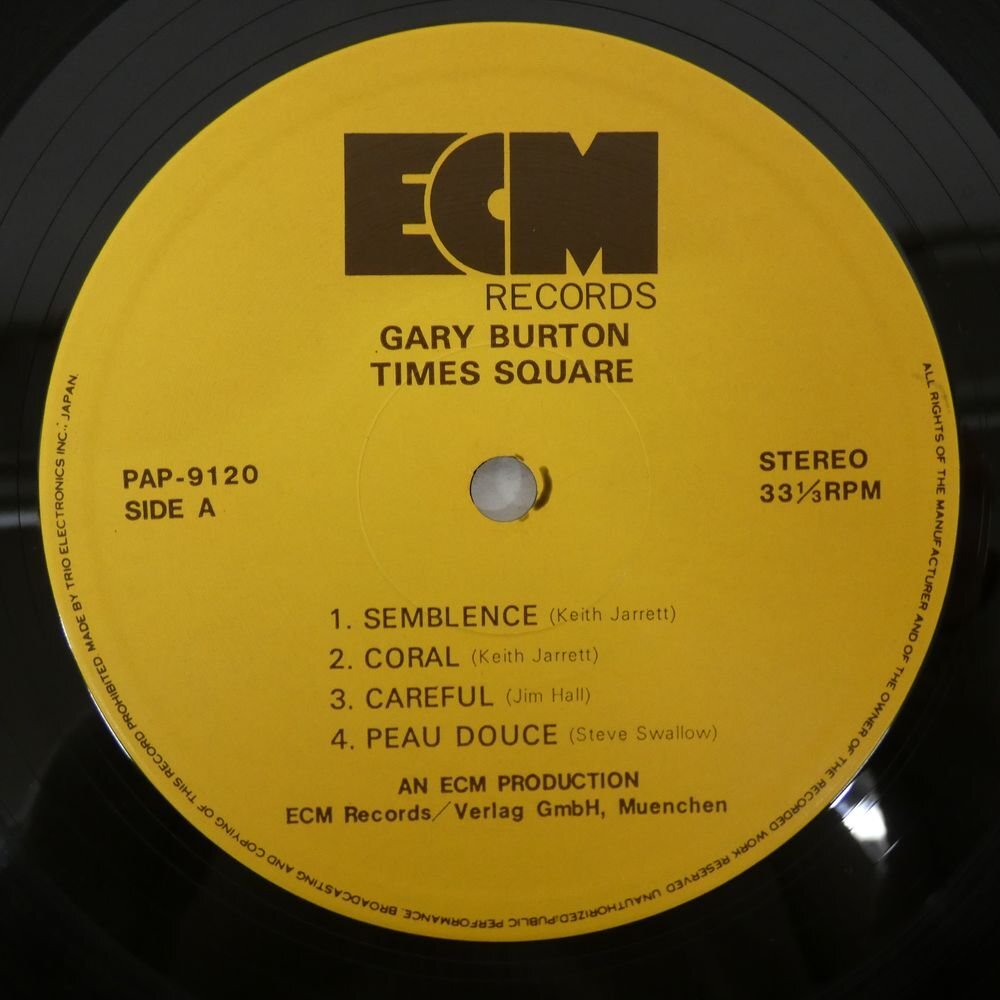 ECM
RECORDS
GARY BURTON
TIMES SQUARE
PAP-9120
SIDE A
STEREO
33⅓RPM
1. SEMBLENCE (Keith Jarrett)
2. CORAL (Keith Jarrett)
3. CAREFUL (Jim Hall)
4. PEAU DOUCE (Steve Swallow)
AN ECM PRODUCTION
ECM Records/Verlag GmbH, Muenchen
ALL RIGHTS OF THE MANUFACTURER AND OF THE OWNER OF THE RECORDED WORK RESERVED UNAUTHORIZED.PUBLIC PERFORMANCE. BROADCASTING AND COPYING OF THIS RECORD PROHIBITED MADE BY TRIO ELECTRONICS INC., JAPAN.